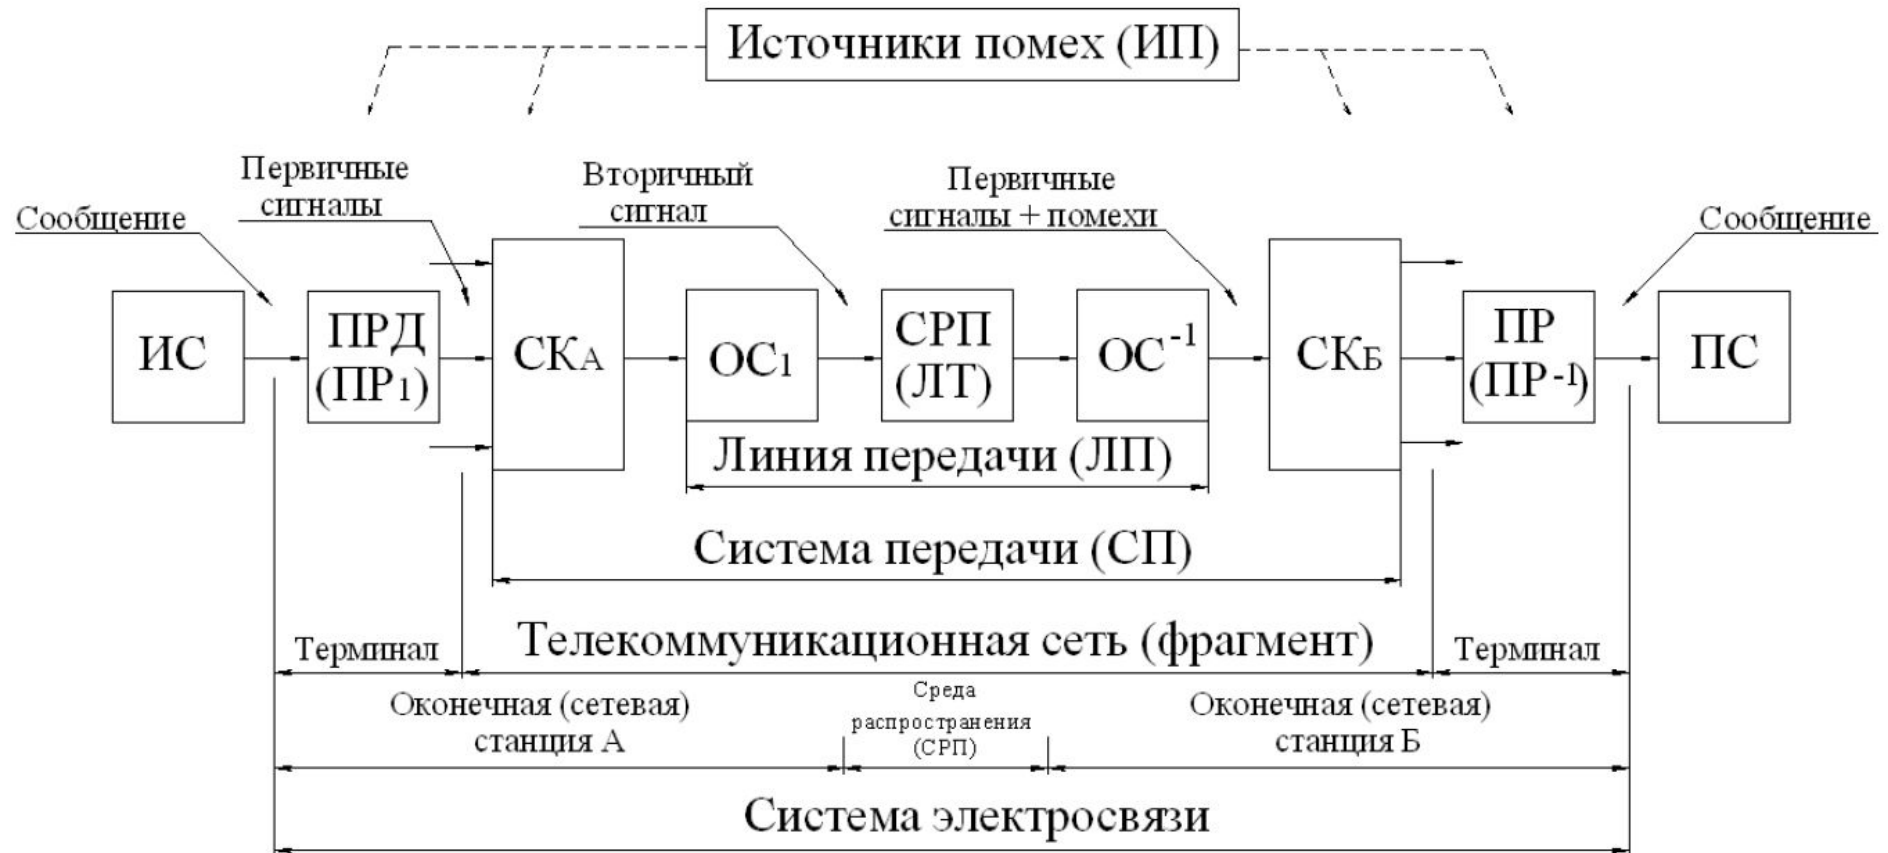 Источники помех (ИП)
Сообщение
Первичные
сигналы
Вторичный
сигнал
Первичные
сигналы + помехи
Сообщение
ИС
ПРД
(ПР1)
СКА
ОС1
СРП
(ЛТ)
ОС-1
СКБ
ПР
(ПР-1)
ПС
Линия передачи (ЛП)
Система передачи (СП)
Терминал
Телекоммуникационная сеть (фрагмент)
Терминал
Оконечная (сетевая)
станция А
Среда
распространения
(СРП)
Оконечная (сетевая)
станция Б
Система электросвязи